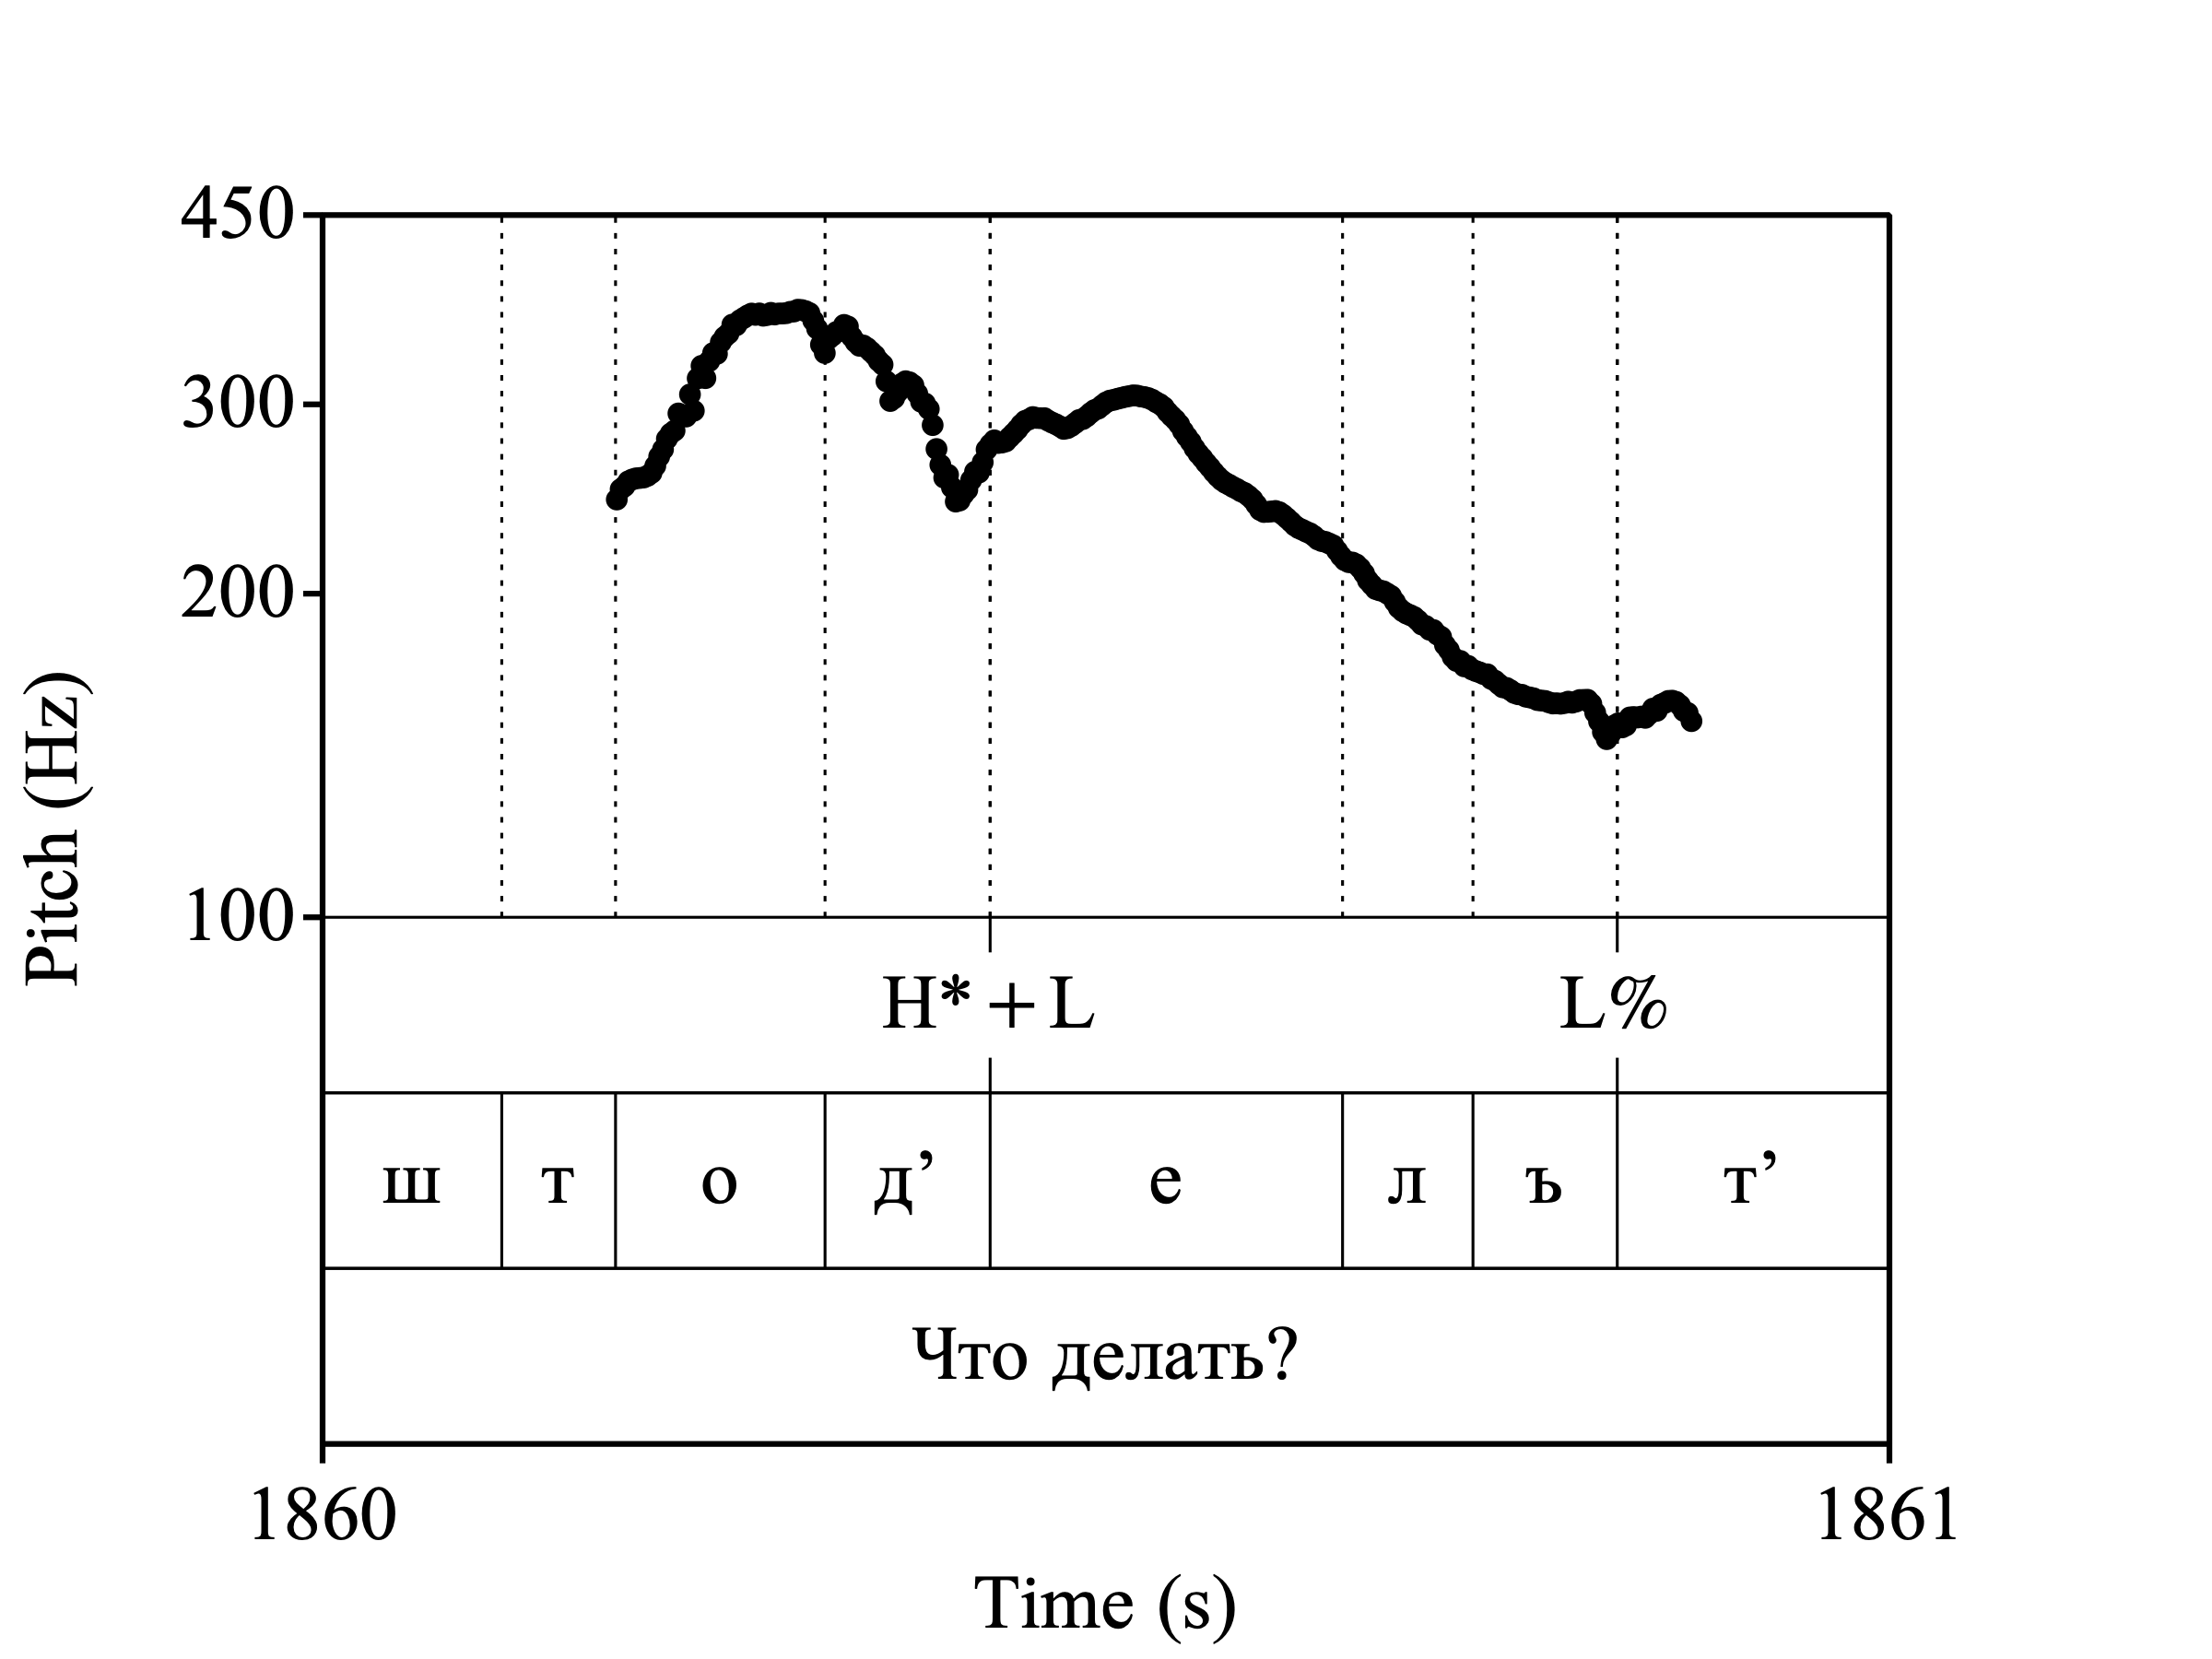 450
300
200
100
Pitch (Hz)
H*+L L%
ш т о д’ е л ъ т’
Что делать?
1860 1861
Time (s)